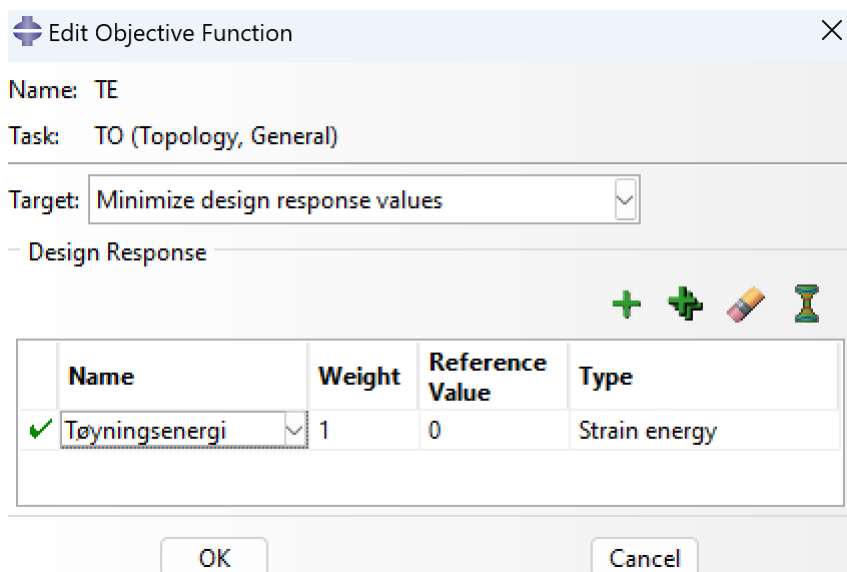 Edit Objective Function
Name: TE
Task: TO (Topology, General)
Target: Minimize design response values
Design Response
Name Weight Reference Value Type
Tøyningsenergi 1 0 Strain energy
OK Cancel